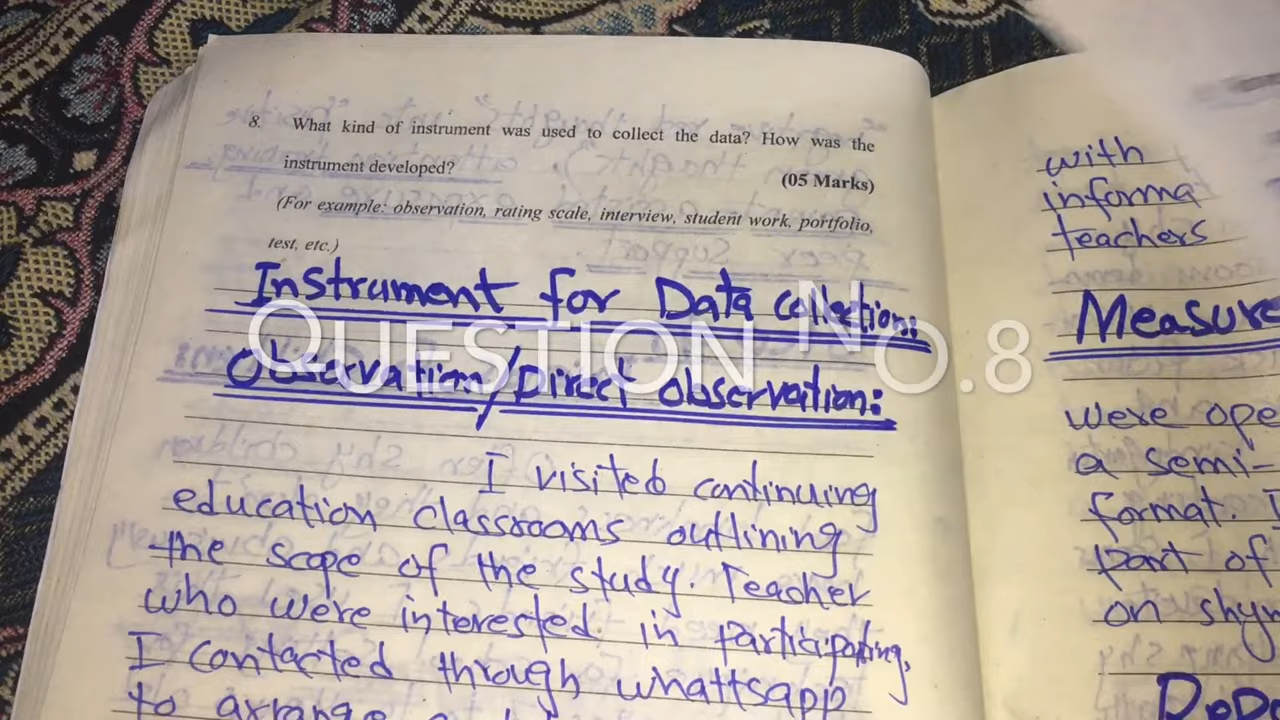 8. What kind of instrument was used to collect the data? How was the
instrument developed?
(05 Marks)
(For example: observation, rating scale, interview, student work, portfolio,
test, etc.)
Instrument for Data collection:
QUESTION NO.8
Observation/Direct observation:
I visited continuing
education classrooms outlining
the scope of the study. Teacher
who were interested in participating,
I contacted through whattsapp
to arrange
with
informa
teachers
Measure
were ope
a semi-
format.
part of
on shyn